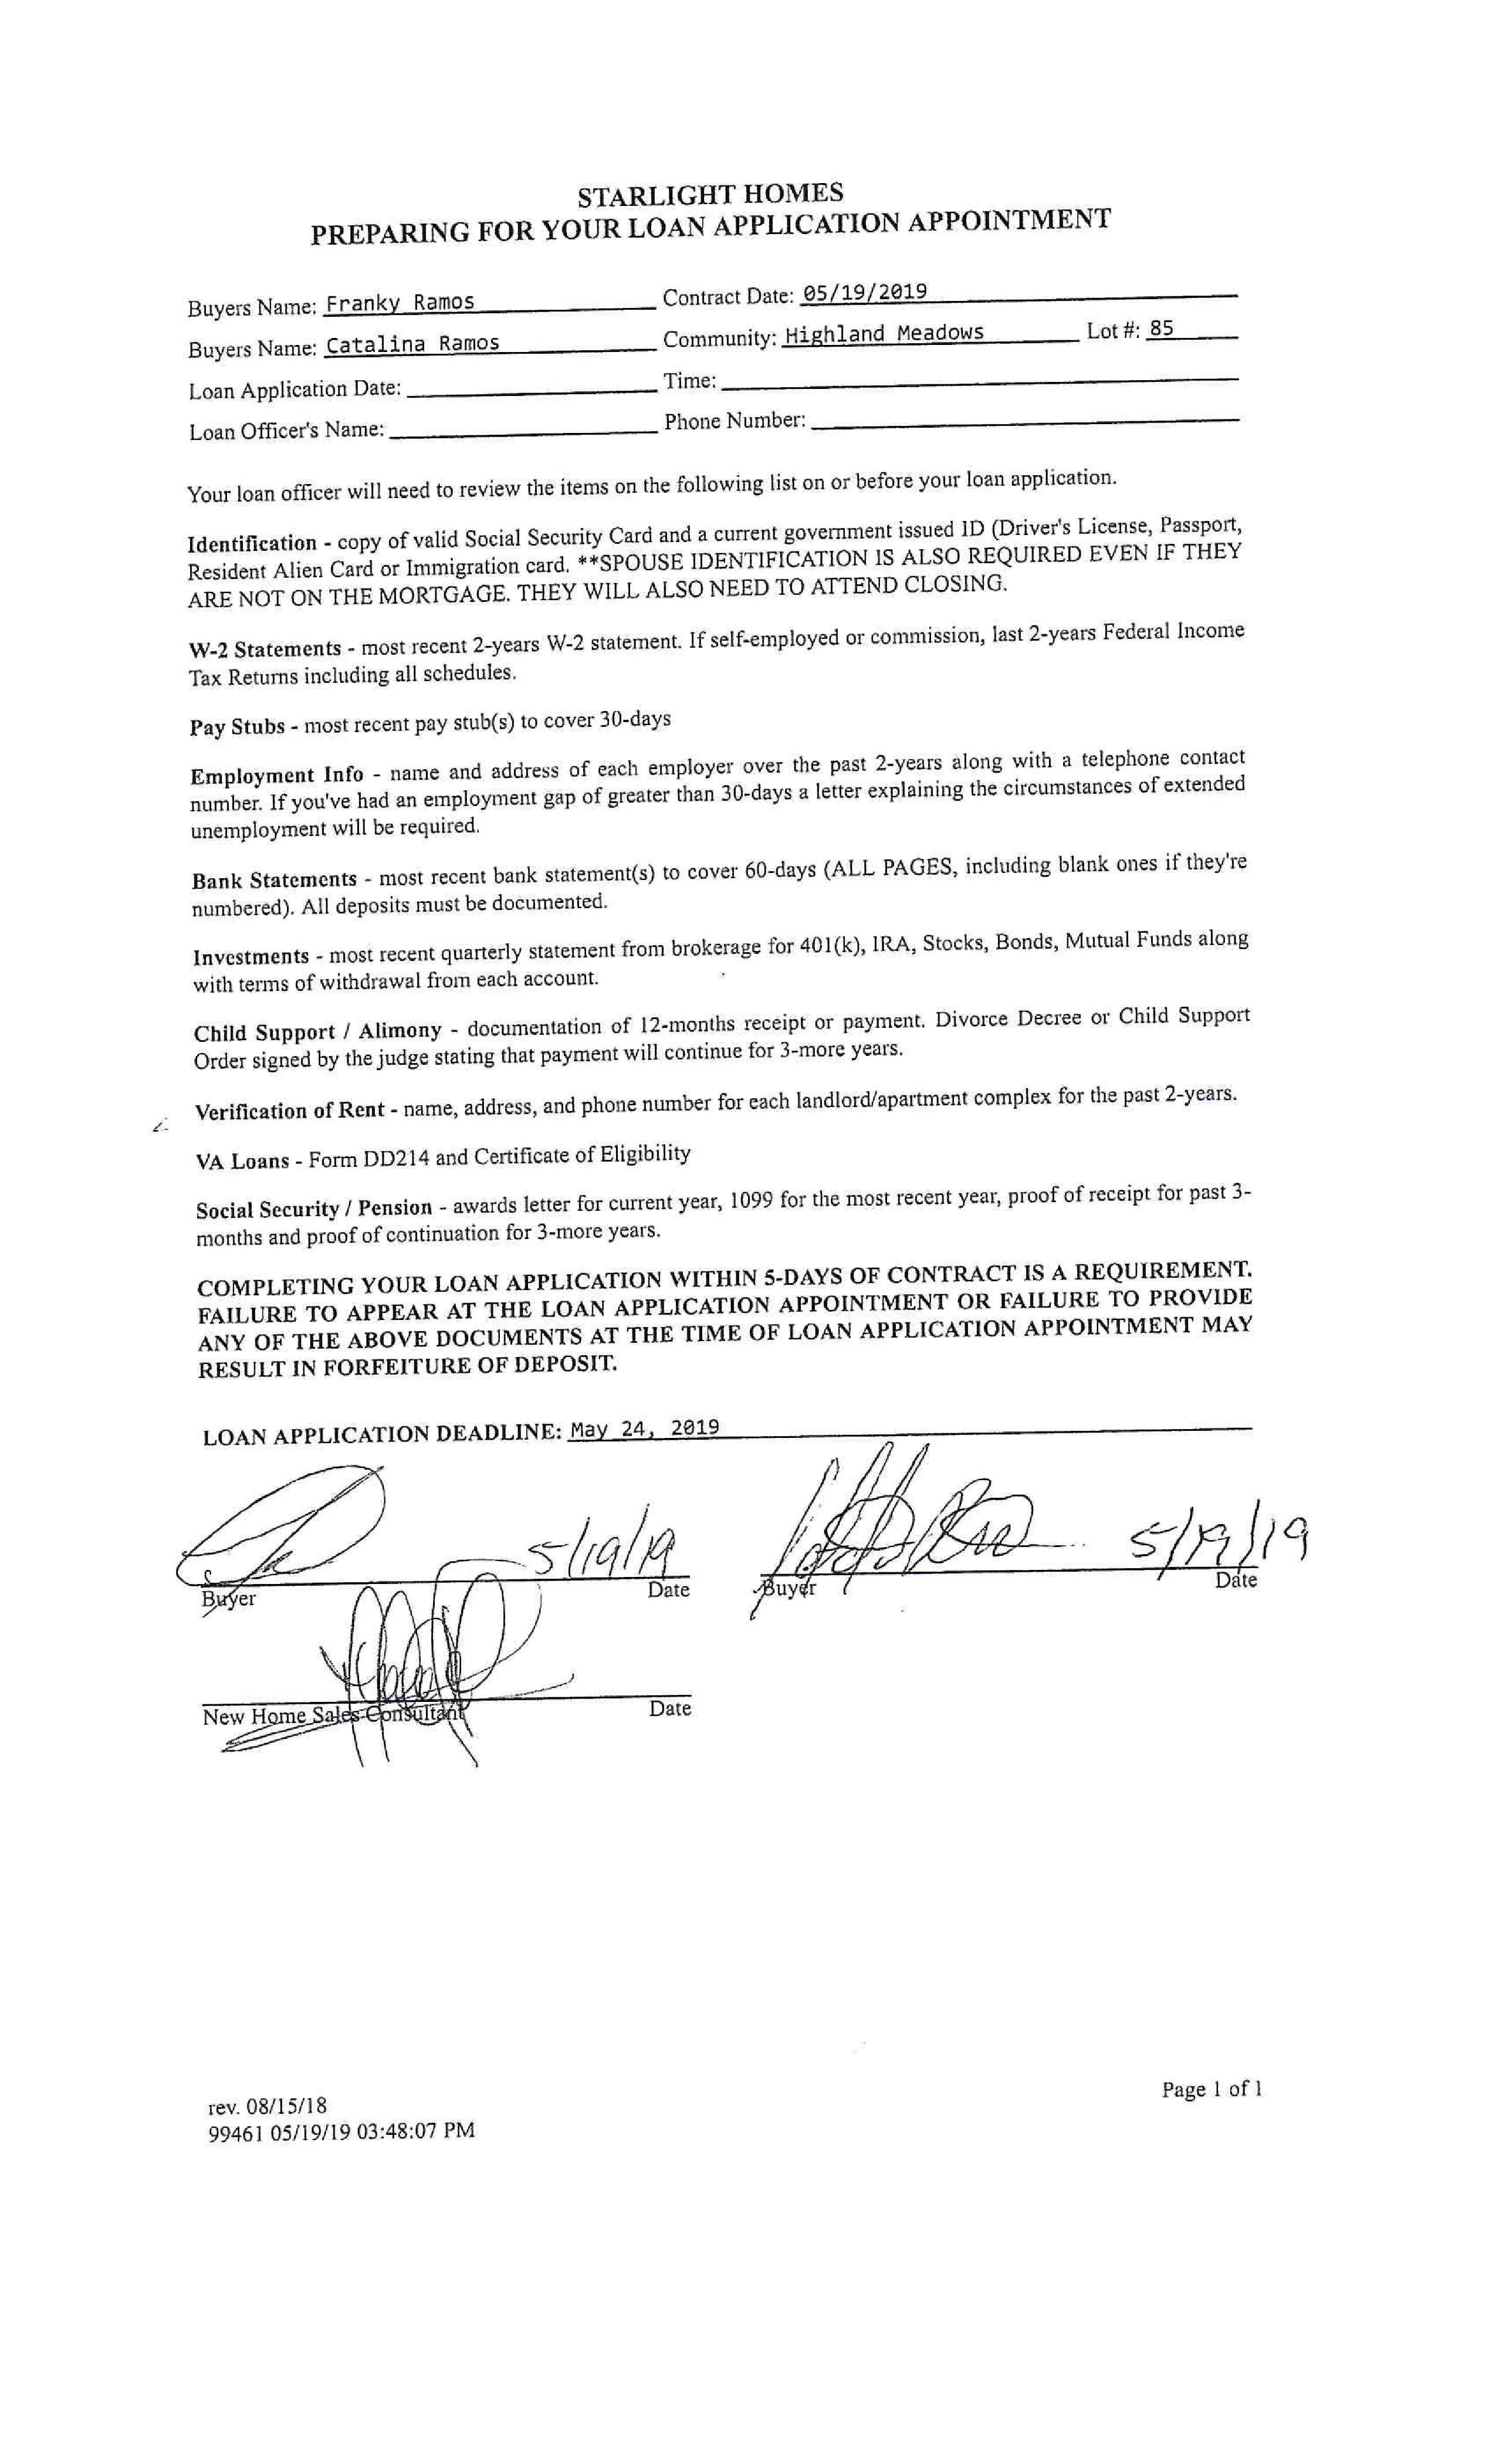 STARLIGHT HOMES
PREPARING FOR YOUR LOAN APPLICATION APPOINTMENT
Buyers Name: Franky Ramos Contract Date: 05/19/2019
Buyers Name: Catalina Ramos Community: Highland Meadows Lot #: 85
Loan Application Date: Time:
Loan Officer's Name: Phone Number:
Your loan officer will need to review the items on the following list on or before your loan application.
Identification - copy of valid Social Security Card and a current government issued ID (Driver's License, Passport,
Resident Alien Card or Immigration card. **SPOUSE IDENTIFICATION IS ALSO REQUIRED EVEN IF THEY
ARE NOT ON THE MORTGAGE. THEY WILL ALSO NEED TO ATTEND CLOSING.
W-2 Statements - most recent 2-years W-2 statement. If self-employed or commission, last 2-years Federal Income
Tax Returns including all schedules.
Pay Stubs - most recent pay stub(s) to cover 30-days
Employment Info - name and address of each employer over the past 2-years along with a telephone contact
number. If you've had an employment gap of greater than 30-days a letter explaining the circumstances of extended
unemployment will be required.
Bank Statements - most recent bank statement(s) to cover 60-days (ALL PAGES, including blank ones if they're
numbered). All deposits must be documented.
Investments - most recent quarterly statement from brokerage for 401(k), IRA, Stocks, Bonds, Mutual Funds along
with terms of withdrawal from each account.
Child Support / Alimony - documentation of 12-months receipt or payment. Divorce Decree or Child Support
Order signed by the judge stating that payment will continue for 3-more years.
Verification of Rent - name, address, and phone number for each landlord/apartment complex for the past 2-years.
VA Loans - Form DD214 and Certificate of Eligibility
Social Security / Pension - awards letter for current year, 1099 for the most recent year, proof of receipt for past 3-
months and proof of continuation for 3-more years.
COMPLETING YOUR LOAN APPLICATION WITHIN 5-DAYS OF CONTRACT IS A REQUIREMENT.
FAILURE TO APPEAR AT THE LOAN APPLICATION APPOINTMENT OR FAILURE TO PROVIDE
ANY OF THE ABOVE DOCUMENTS AT THE TIME OF LOAN APPLICATION APPOINTMENT MAY
RESULT IN FORFEITURE OF DEPOSIT.
LOAN APPLICATION DEADLINE: May 24, 2019
5/19/19 5/19/19
Buyer Date Buyer Date
New Home Sales Consultant Date
rev. 08/15/18 Page 1 of 1
99461 05/19/19 03:48:07 PM